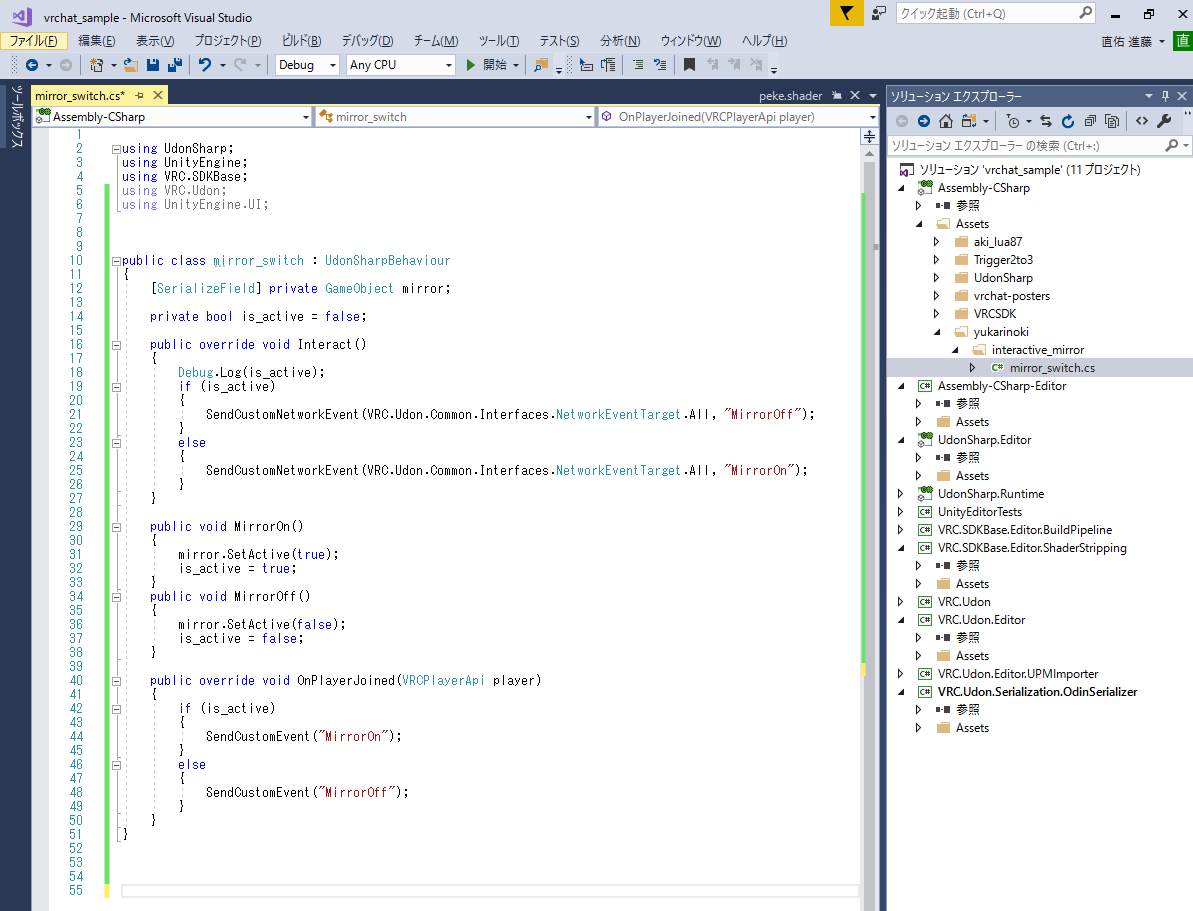 vrchat_sample - Microsoft Visual Studio
クイック起動 (Ctrl+Q)
ファイル(F) 編集(E) 表示(V) プロジェクト(P) ビルド(B) デバッグ(D) チーム(M) ツール(T) テスト(S) 分析(N) ウィンドウ(W) ヘルプ(H)
直佑 進藤 直
Debug Any CPU 開始
ツールボックス
mirror_switch.cs*
peke.shader
Assembly-CSharp mirror_switch OnPlayerJoined(VRCPlayerApi player)
1
2 using UdonSharp;
3 using UnityEngine;
4 using VRC.SDKBase;
5 using VRC.Udon;
6 using UnityEngine.UI;
7
8
9
10 public class mirror_switch : UdonSharpBehaviour
11 {
12 [SerializeField] private GameObject mirror;
13
14 private bool is_active = false;
15
16 public override void Interact()
17 {
18 Debug.Log(is_active);
19 if (is_active)
20 {
21 SendCustomNetworkEvent(VRC.Udon.Common.Interfaces.NetworkEventTarget.All, "MirrorOff");
22 }
23 else
24 {
25 SendCustomNetworkEvent(VRC.Udon.Common.Interfaces.NetworkEventTarget.All, "MirrorOn");
26 }
27 }
28
29 public void MirrorOn()
30 {
31 mirror.SetActive(true);
32 is_active = true;
33 }
34 public void MirrorOff()
35 {
36 mirror.SetActive(false);
37 is_active = false;
38 }
39
40 public override void OnPlayerJoined(VRCPlayerApi player)
41 {
42 if (is_active)
43 {
44 SendCustomEvent("MirrorOn");
45 }
46 else
47 {
48 SendCustomEvent("MirrorOff");
49 }
50 }
51 }
52
53
54
55
ソリューション エクスプローラー
ソリューション エクスプローラー の検索 (Ctrl+:)
ソリューション 'vrchat_sample' (11 プロジェクト)
Assembly-CSharp
参照
Assets
aki_lua87
Trigger2to3
UdonSharp
vrchat-posters
VRCSDK
yukarinoki
interactive_mirror
C# mirror_switch.cs
C# Assembly-CSharp-Editor
参照
Assets
UdonSharp.Editor
参照
Assets
UdonSharp.Runtime
C# UnityEditorTests
C# VRC.SDKBase.Editor.BuildPipeline
C# VRC.SDKBase.Editor.ShaderStripping
参照
Assets
C# VRC.Udon
C# VRC.Udon.Editor
参照
Assets
C# VRC.Udon.Editor.UPMImporter
C# VRC.Udon.Serialization.OdinSerializer
参照
Assets